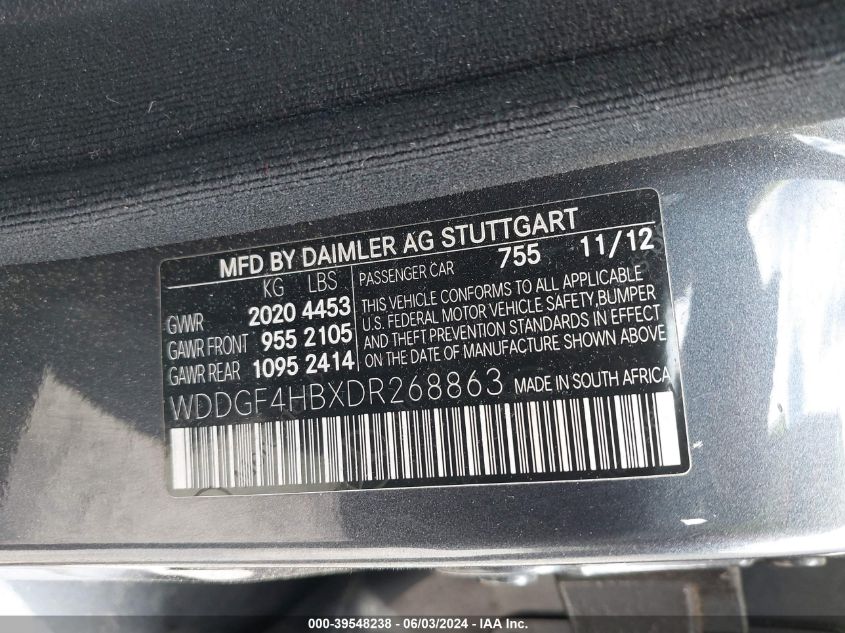 MFD BY DAIMLER AG STUTTGART
KG LBS
GVWR 2020 4453
GAWR FRONT 955 2105
GAWR REAR 1095 2414
PASSENGER CAR 755 11/12
THIS VEHICLE CONFORMS TO ALL APPLICABLE
U.S. FEDERAL MOTOR VEHICLE SAFETY, BUMPER
AND THEFT PREVENTION STANDARDS IN EFFECT
ON THE DATE OF MANUFACTURE SHOWN ABOVE
WDDGF4HBXDR268863 MADE IN SOUTH AFRICA
000-39548238 - 06/03/2024 - IAA Inc.